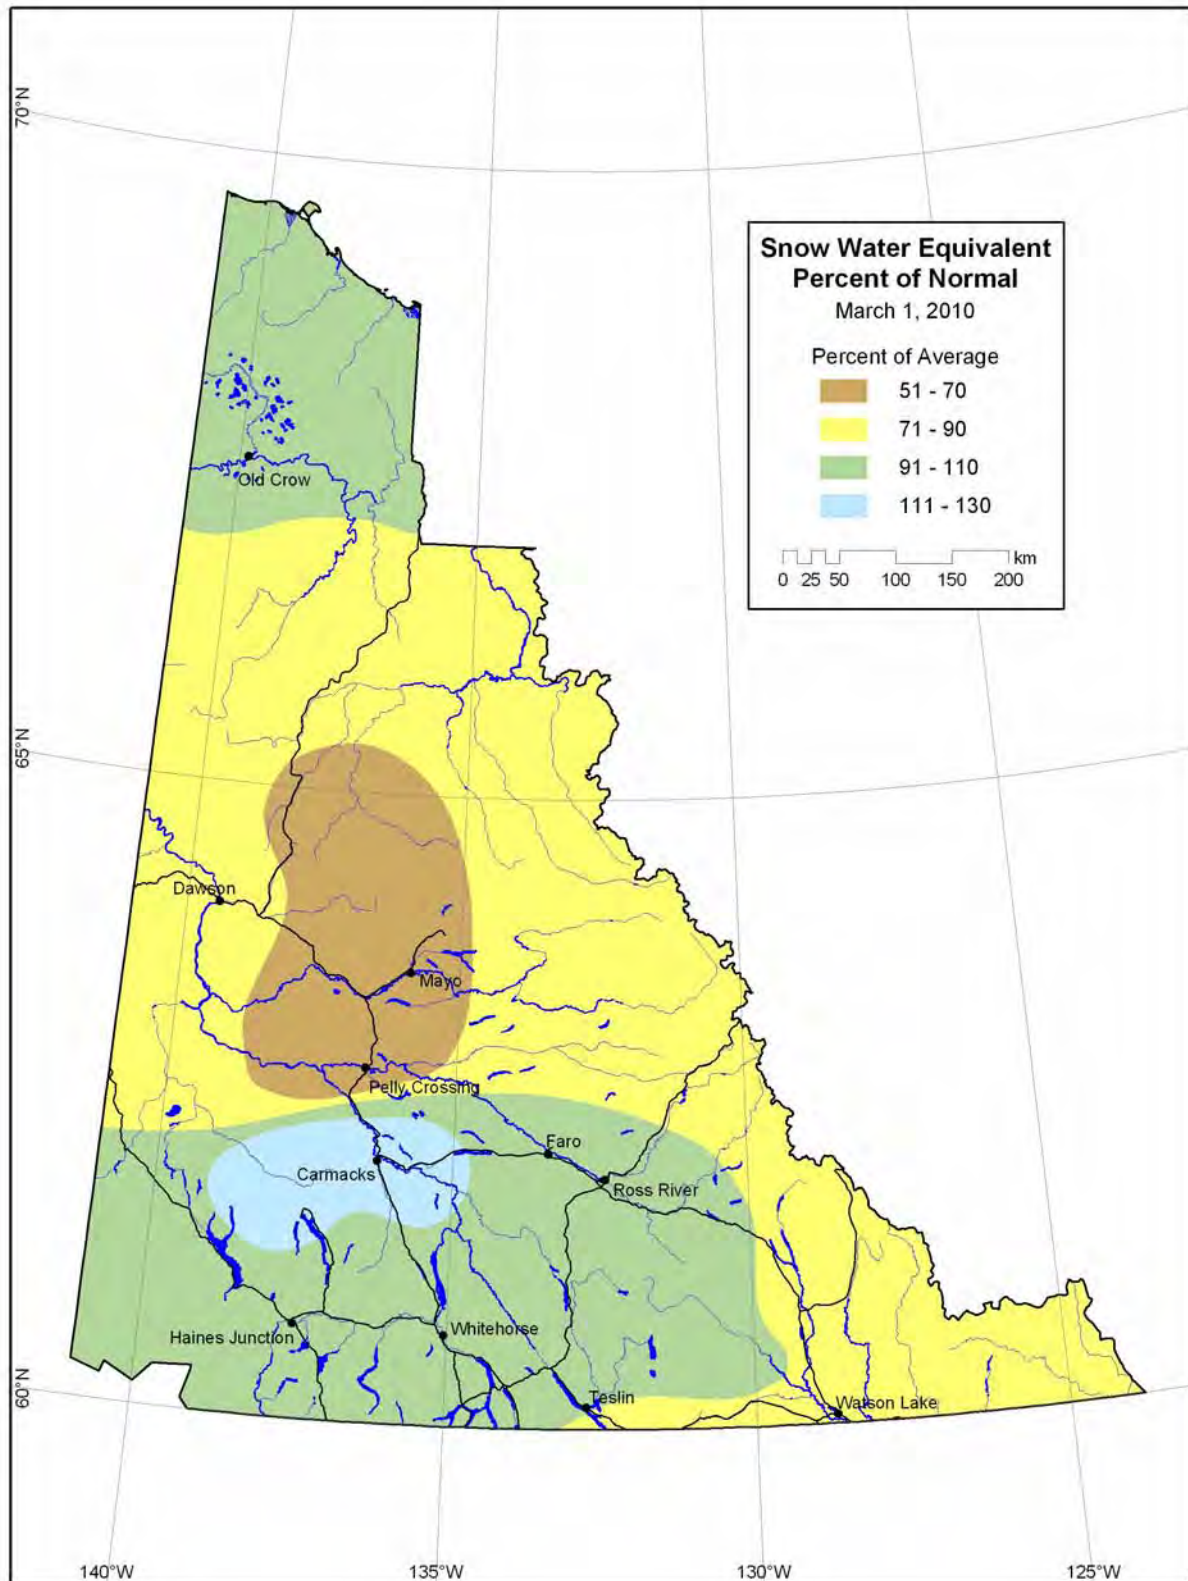 70°N
Snow Water Equivalent
Percent of Normal
March 1, 2010
Percent of Average
51 - 70
71 - 90
91 - 110
111 - 130
km
0 25 50 100 150 200
Old Crow
65°N
Dawson
Mayo
Pelly Crossing
Faro
Carmacks
Ross River
Haines Junction
Whitehorse
60°N
Teslin
Watson Lake
140°W 135°W 130°W 125°W